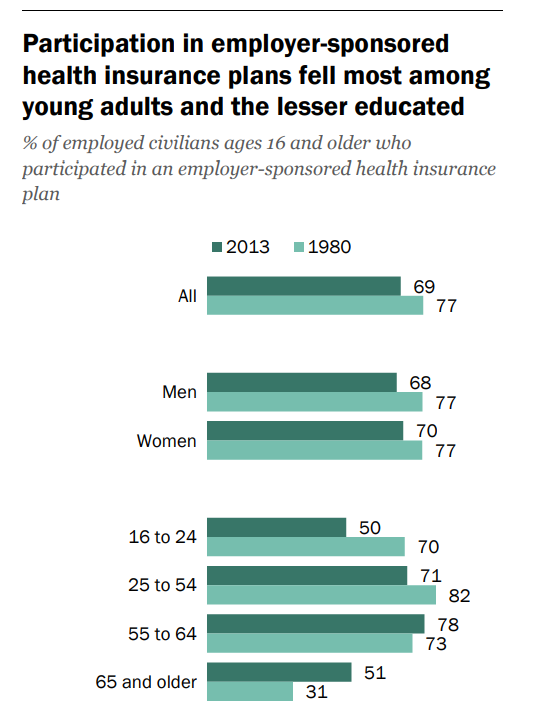 Participation in employer-sponsored
health insurance plans fell most among
young adults and the lesser educated
% of employed civilians ages 16 and older who
participated in an employer-sponsored health insurance
plan
2013 1980
All 69
77
Men 68
77
Women 70
77
16 to 24 50
70
25 to 54 71
82
55 to 64 78
73
65 and older 51
31